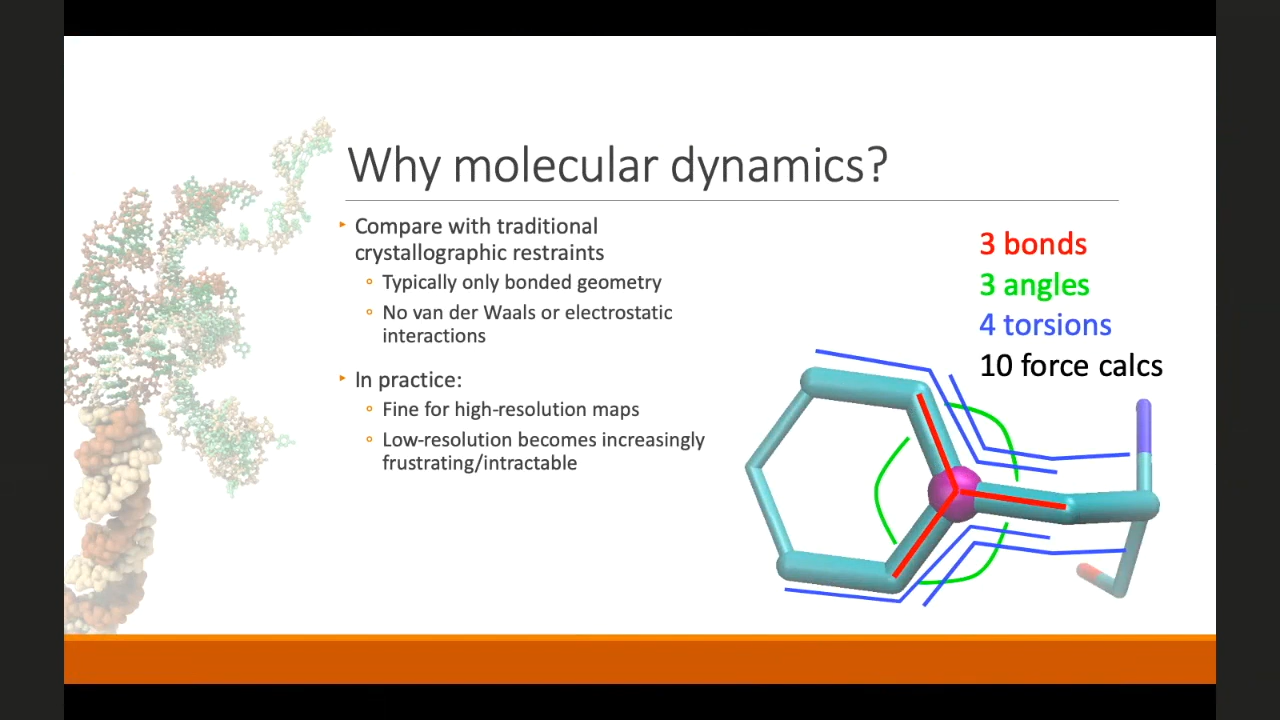 Why molecular dynamics?
Compare with traditional
crystallographic restraints
Typically only bonded geometry
No van der Waals or electrostatic
interactions
In practice:
Fine for high-resolution maps
Low-resolution becomes increasingly
frustrating/intractable
3 bonds
3 angles
4 torsions
10 force calcs